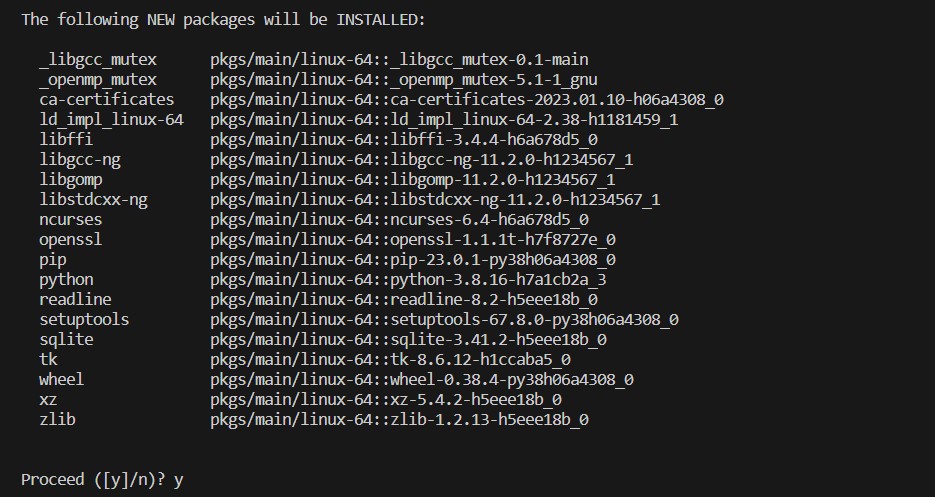 The following NEW packages will be INSTALLED:
_libgcc_mutex pkgs/main/linux-64::_libgcc_mutex-0.1-main
_openmp_mutex pkgs/main/linux-64::_openmp_mutex-5.1-1_gnu
ca-certificates pkgs/main/linux-64::ca-certificates-2023.01.10-h06a4308_0
ld_impl_linux-64 pkgs/main/linux-64::ld_impl_linux-64-2.38-h1181459_1
libffi pkgs/main/linux-64::libffi-3.4.4-h6a678d5_0
libgcc-ng pkgs/main/linux-64::libgcc-ng-11.2.0-h1234567_1
libgomp pkgs/main/linux-64::libgomp-11.2.0-h1234567_1
libstdcxx-ng pkgs/main/linux-64::libstdcxx-ng-11.2.0-h1234567_1
ncurses pkgs/main/linux-64::ncurses-6.4-h6a678d5_0
openssl pkgs/main/linux-64::openssl-1.1.1t-h7f8727e_0
pip pkgs/main/linux-64::pip-23.0.1-py38h06a4308_0
python pkgs/main/linux-64::python-3.8.16-h7a1cb2a_3
readline pkgs/main/linux-64::readline-8.2-h5eee18b_0
setuptools pkgs/main/linux-64::setuptools-67.8.0-py38h06a4308_0
sqlite pkgs/main/linux-64::sqlite-3.41.2-h5eee18b_0
tk pkgs/main/linux-64::tk-8.6.12-h1ccaba5_0
wheel pkgs/main/linux-64::wheel-0.38.4-py38h06a4308_0
xz pkgs/main/linux-64::xz-5.4.2-h5eee18b_0
zlib pkgs/main/linux-64::zlib-1.2.13-h5eee18b_0
Proceed ([y]/n)? y